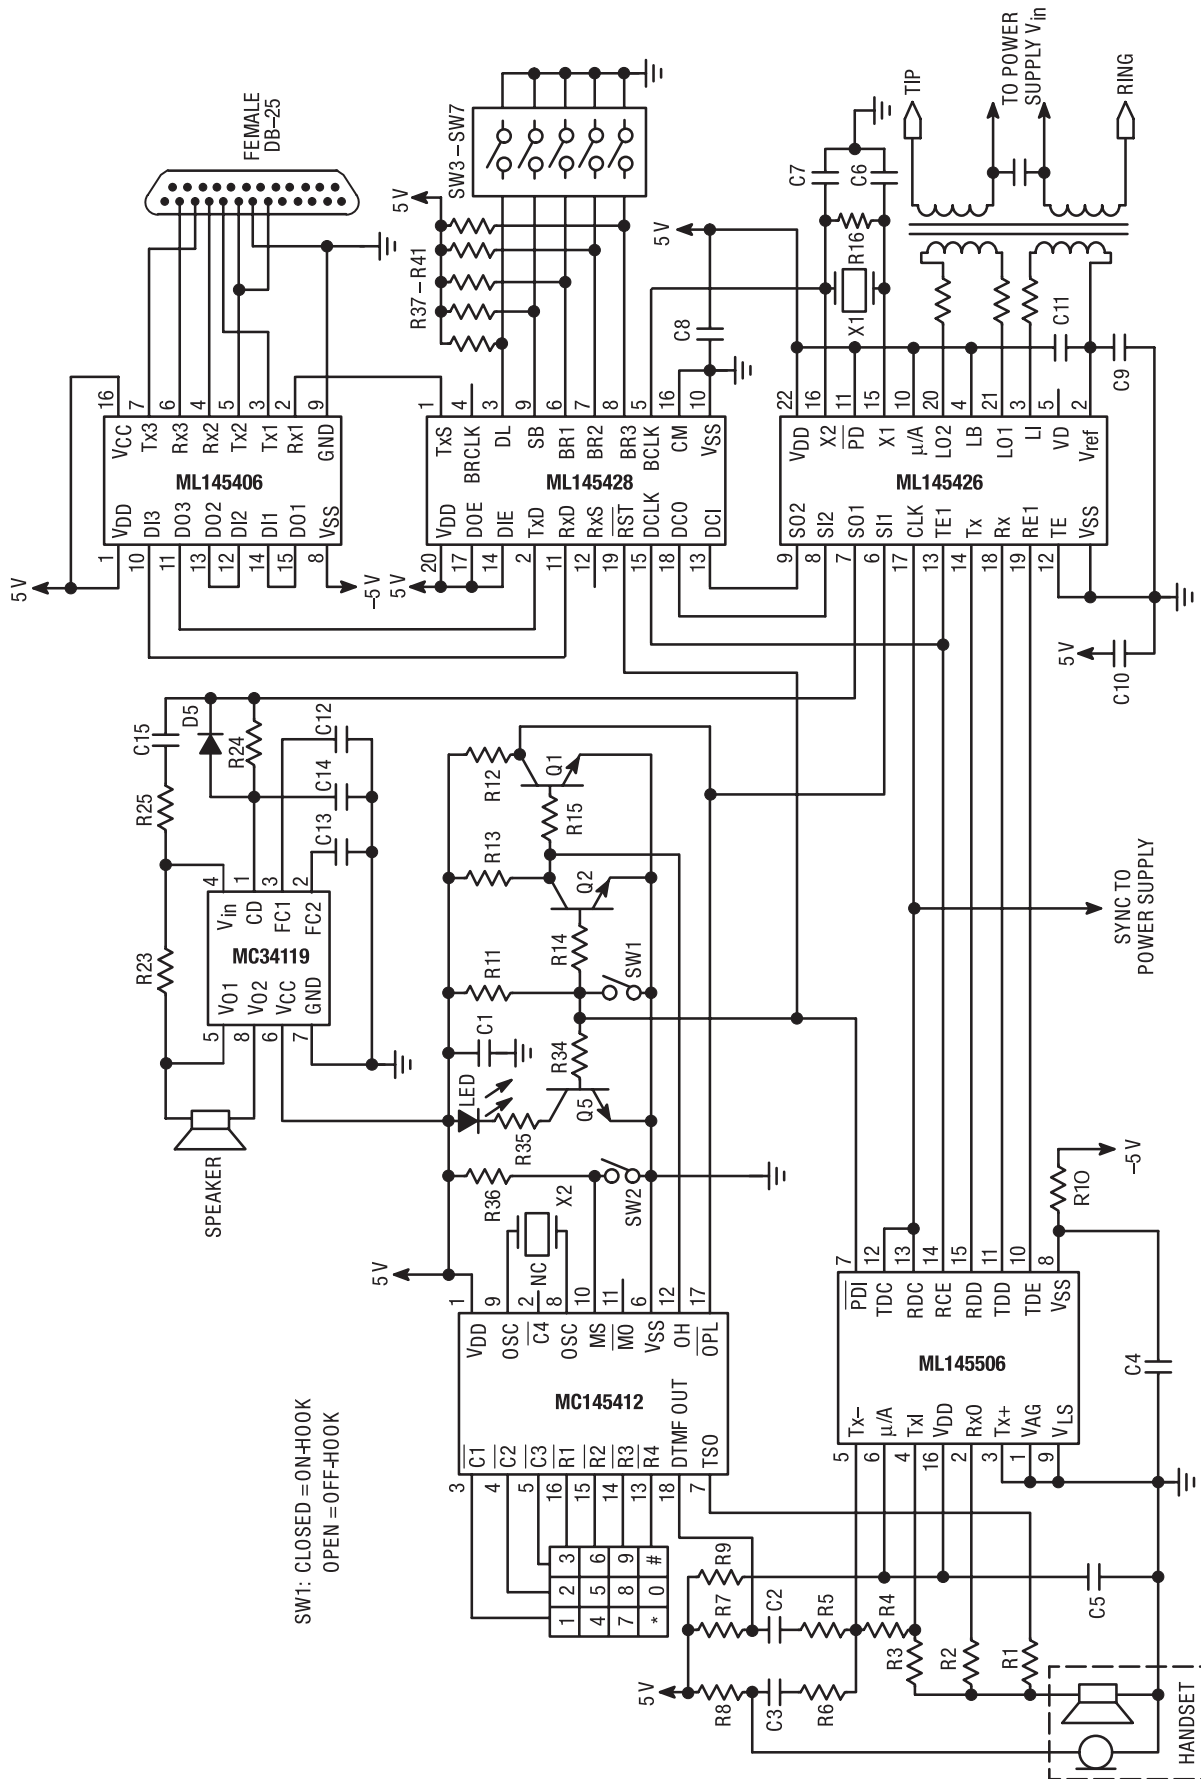 FEMALE
DB–25
SW3–SW7
5 V
R37–R41
TIP
TO POWER
SUPPLY Vin
RING
C7
C6
R16
X1
5 V
C8
C11
C9
ML145406
16 VCC
7 Tx3
6 Rx3
4 Rx2
5 Tx2
3 Tx1
2 Rx1
9 GND
1 VDD
10 DI3
11 DO3
13 DO2
12 DI2
14 DI1
15 DO1
8 VSS
5 V
–5 V
ML145428
1 TxS
4 BRCLK
3 DL
9 SB
6 BR1
7 BR2
8 BR3
5 BCLK
16 CM
10 VSS
20 VDD
17 DOE
14 DIE
2 TxD
11 RxD
12 RxS
19 RST
15 DCLK
18 DCO
13 DCI
5 V
ML145426
22 VDD
16 X2
11 PD
15 X1
10 µ/A
20 LO2
4 LB
21 LO1
3 LI
5 VD
2 Vref
9 SO2
8 SI2
7 SO1
6 SI1
17 CLK
13 TE1
14 Tx
18 Rx
19 RE1
12 TE
VSS
5 V
C10
C15
D5
R25
R24
C12
C14
C13
MC34119
4 Vin
1 CD
3 FC1
2 FC2
5 VO1
8 VO2
6 VCC
7 GND
R23
SPEAKER
R12
Q1
R15
R13
Q2
R14
R11
SW1
C1
R34
LED
Q5
R35
R36
SW2
X2
NC
5 V
SYNC TO
POWER SUPPLY
MC145412
1 VDD
9 OSC
2 C4
8 OSC
10 MS
11 MO
6 VSS
12 OH
17 OPL
3 C1
4 C2
5 C3
16 R1
15 R2
14 R3
13 R4
18 DTMF OUT
7 TSO
SW1: CLOSED = ON-HOOK
OPEN = OFF-HOOK
1 2 3
4 5 6
7 8 9
* 0 #
ML145506
7 PDI
12 TDC
13 RDC
14 RCE
15 RDD
11 TDD
10 TDE
8 VSS
5 Tx–
6 µ/A
4 TxI
16 VDD
2 RxO
3 Tx+
1 VAG
9 VLS
R10
–5 V
C4
5 V
R9
R7
C2
R5
R4
R8
C3
R6
R3
R2
R1
C5
HANDSET